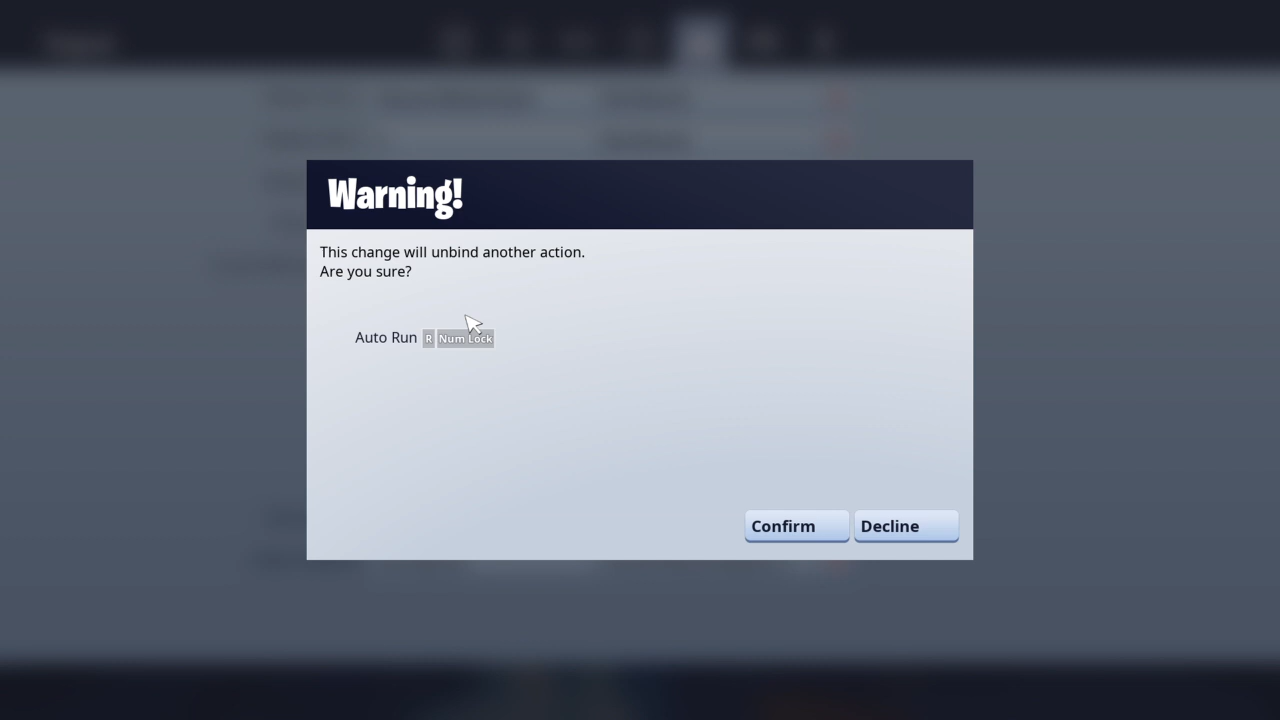 Warning!
This change will unbind another action.
Are you sure?
Auto Run R Num Lock
Confirm Decline